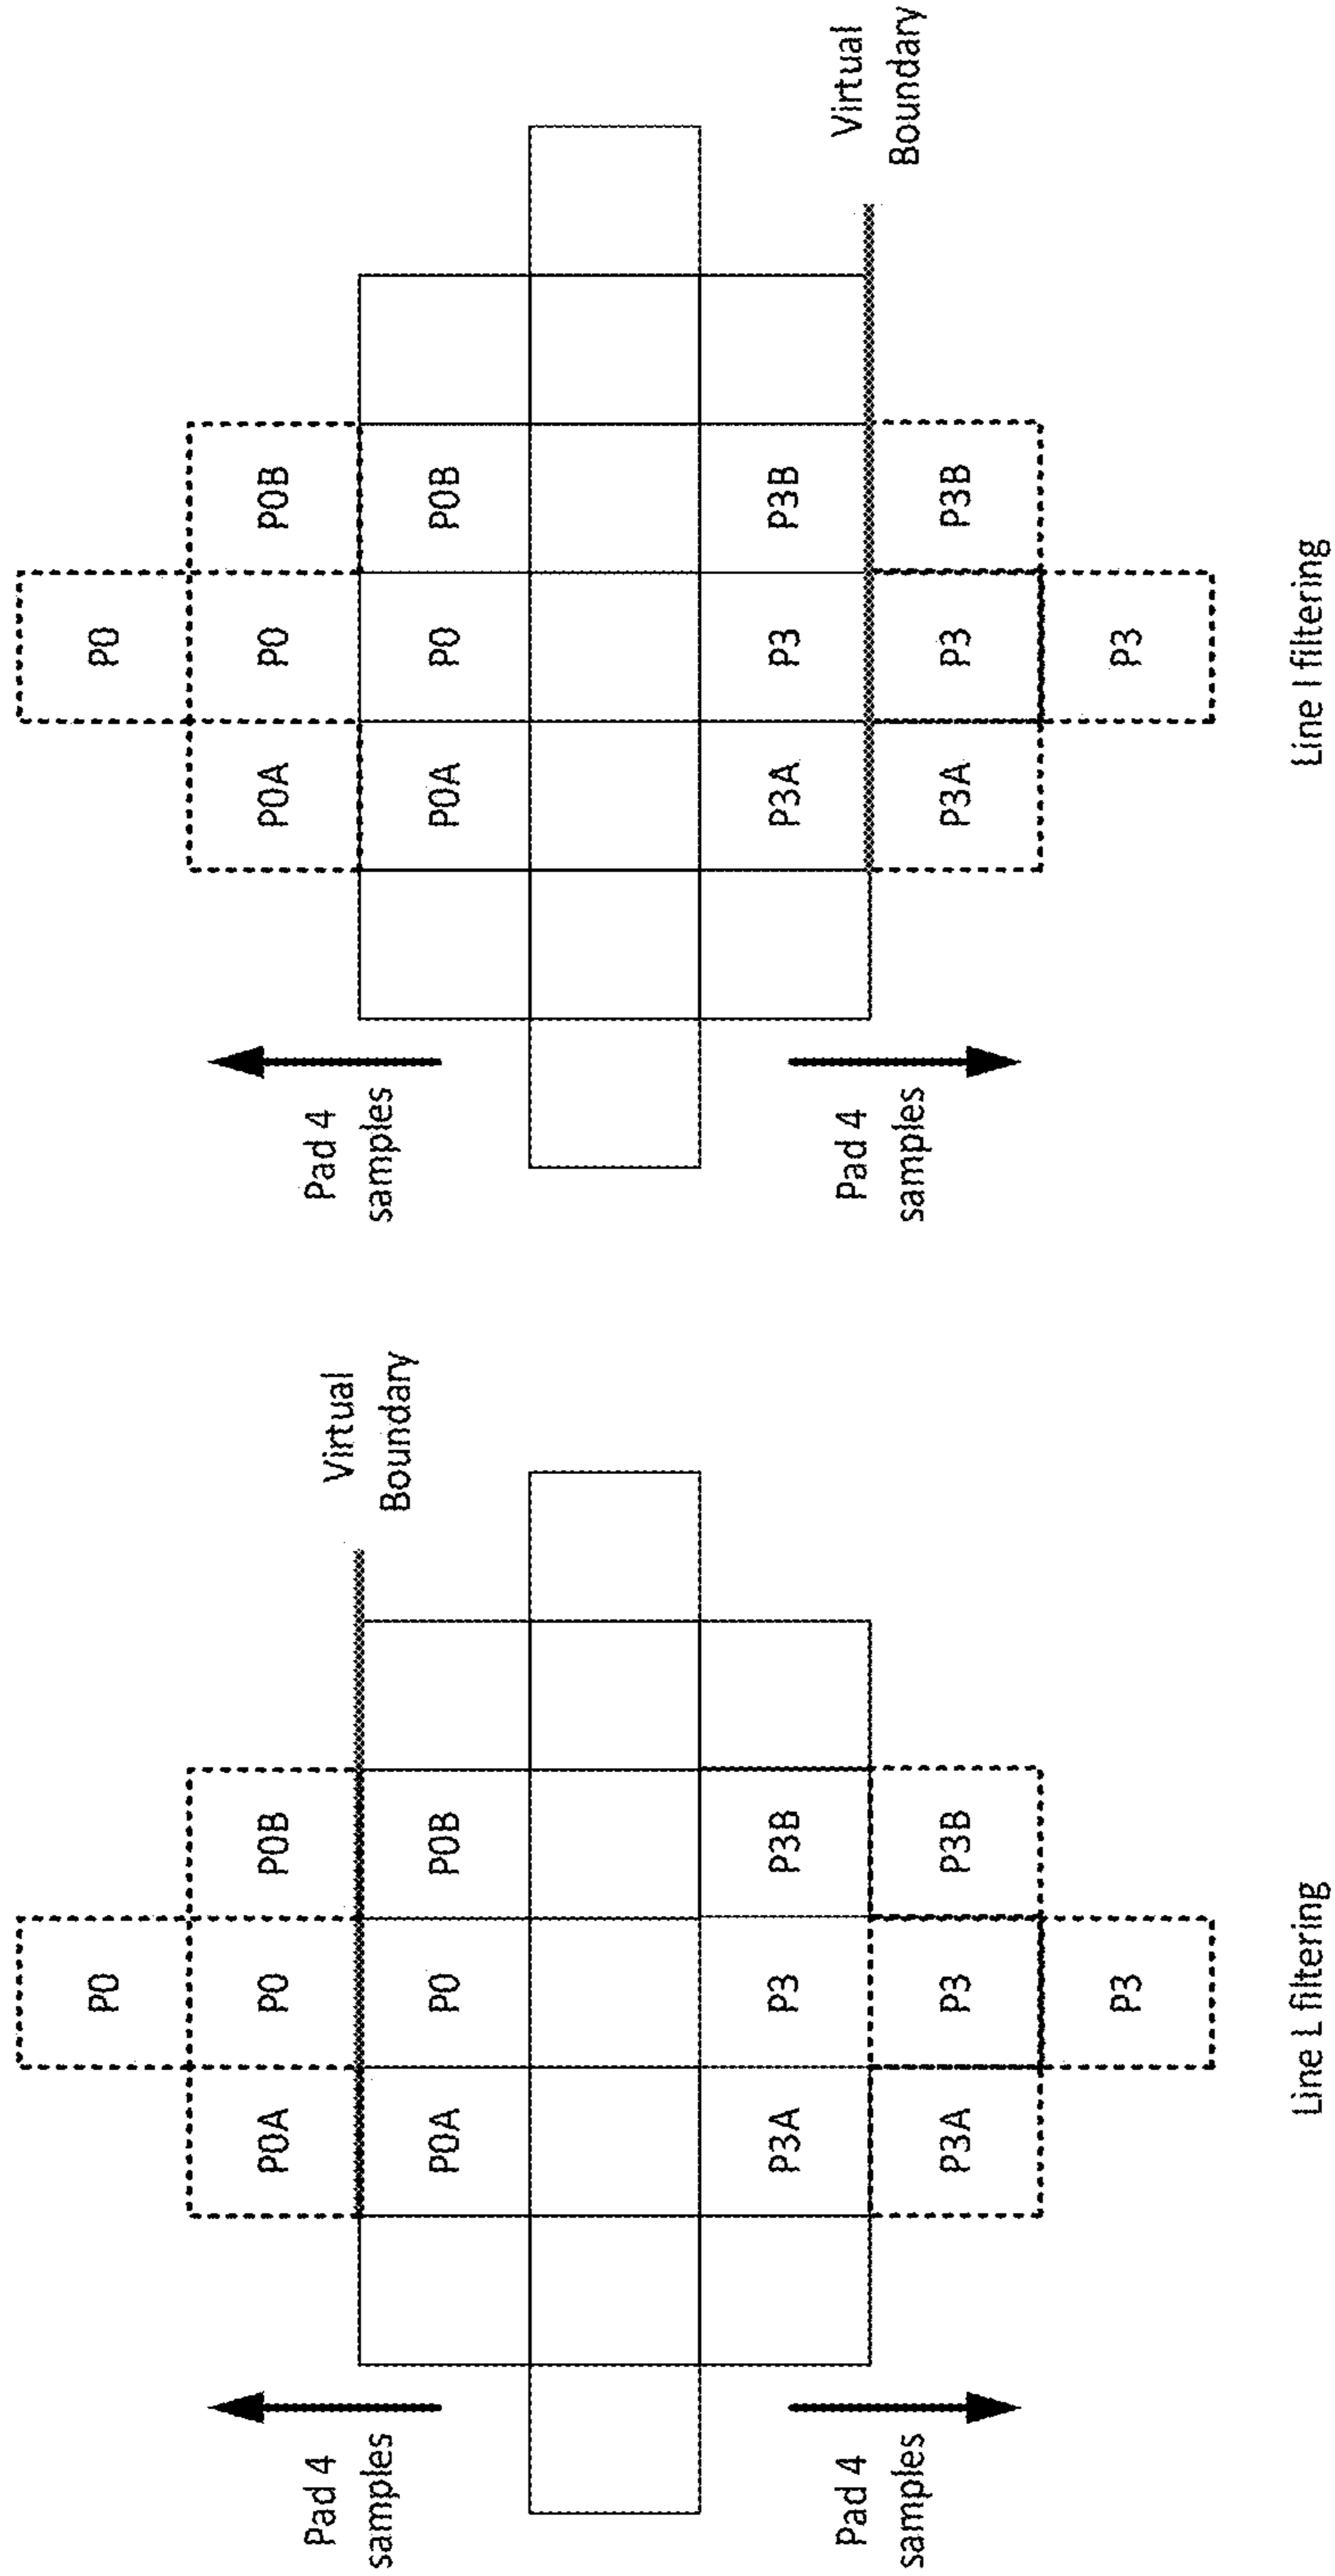 P0
P0A P0 P0B
Pad 4
samples
Virtual
Boundary
P0A P0 P0B
P3A P3 P3B
Pad 4
samples
P3A P3 P3B
P3
Line L filtering
P0
P0A P0 P0B
Pad 4
samples
P0A P0 P0B
P3A P3 P3B
Pad 4
samples
Virtual
Boundary
P3A P3 P3B
P3
Line I filtering